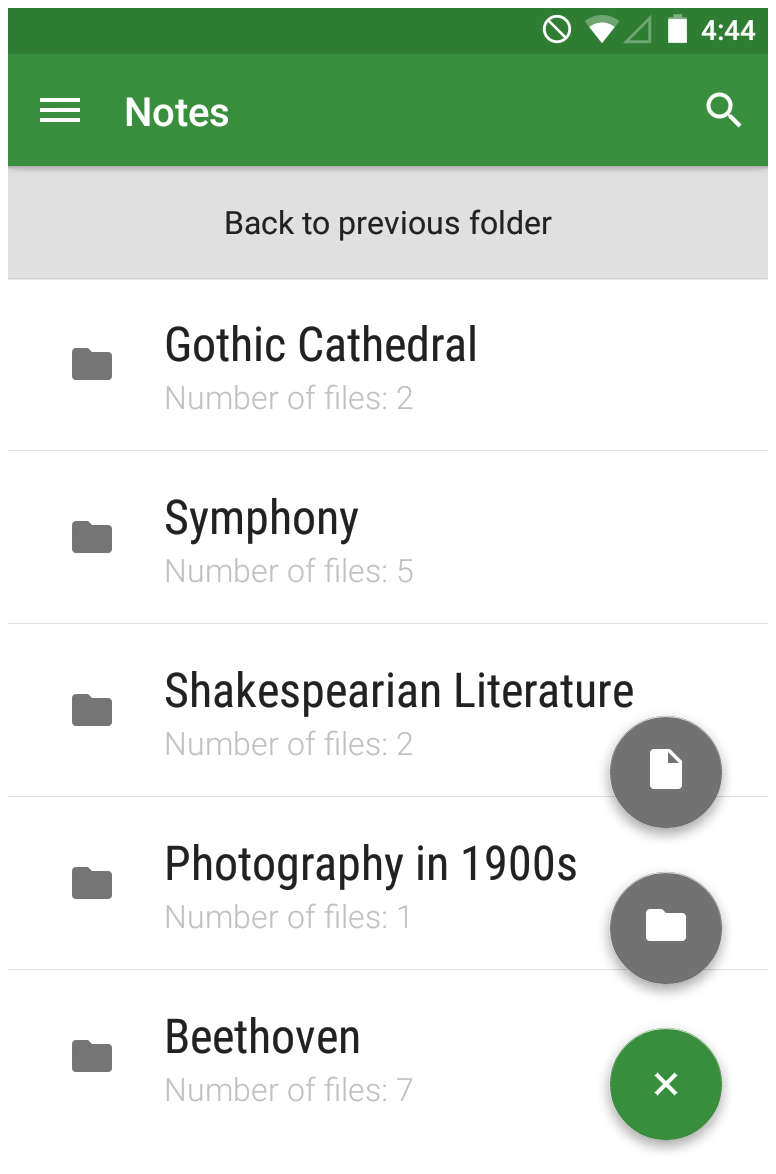 4:44
Notes
Back to previous folder
Gothic Cathedral
Number of files: 2
Symphony
Number of files: 5
Shakespearian Literature
Number of files: 2
Photography in 1900s
Number of files: 1
Beethoven
Number of files: 7